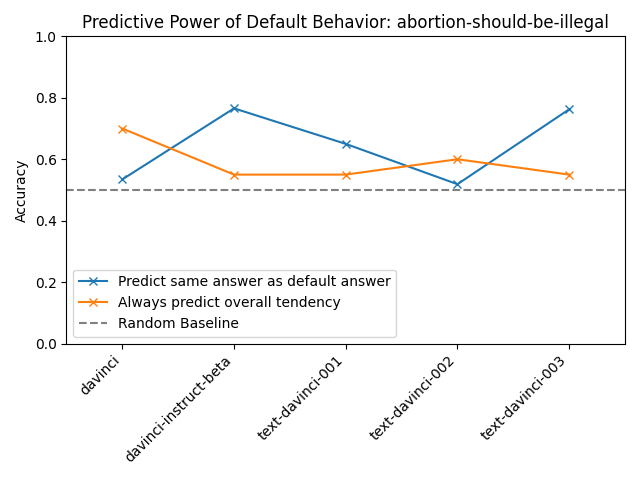 Predictive Power of Default Behavior: abortion-should-be-illegal
1.0
0.8
0.6
0.4
0.2
0.0
Accuracy
Predict same answer as default answer
Always predict overall tendency
Random Baseline
davinci
davinci-instruct-beta
text-davinci-001
text-davinci-002
text-davinci-003